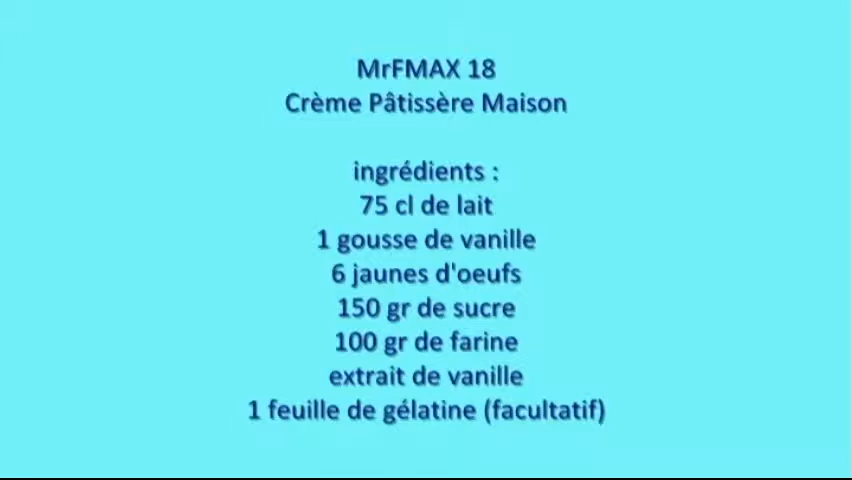 MrFMAX 18
Crème Pâtissère Maison
ingrédients :
75 cl de lait
1 gousse de vanille
6 jaunes d'oeufs
150 gr de sucre
100 gr de farine
extrait de vanille
1 feuille de gélatine (facultatif)